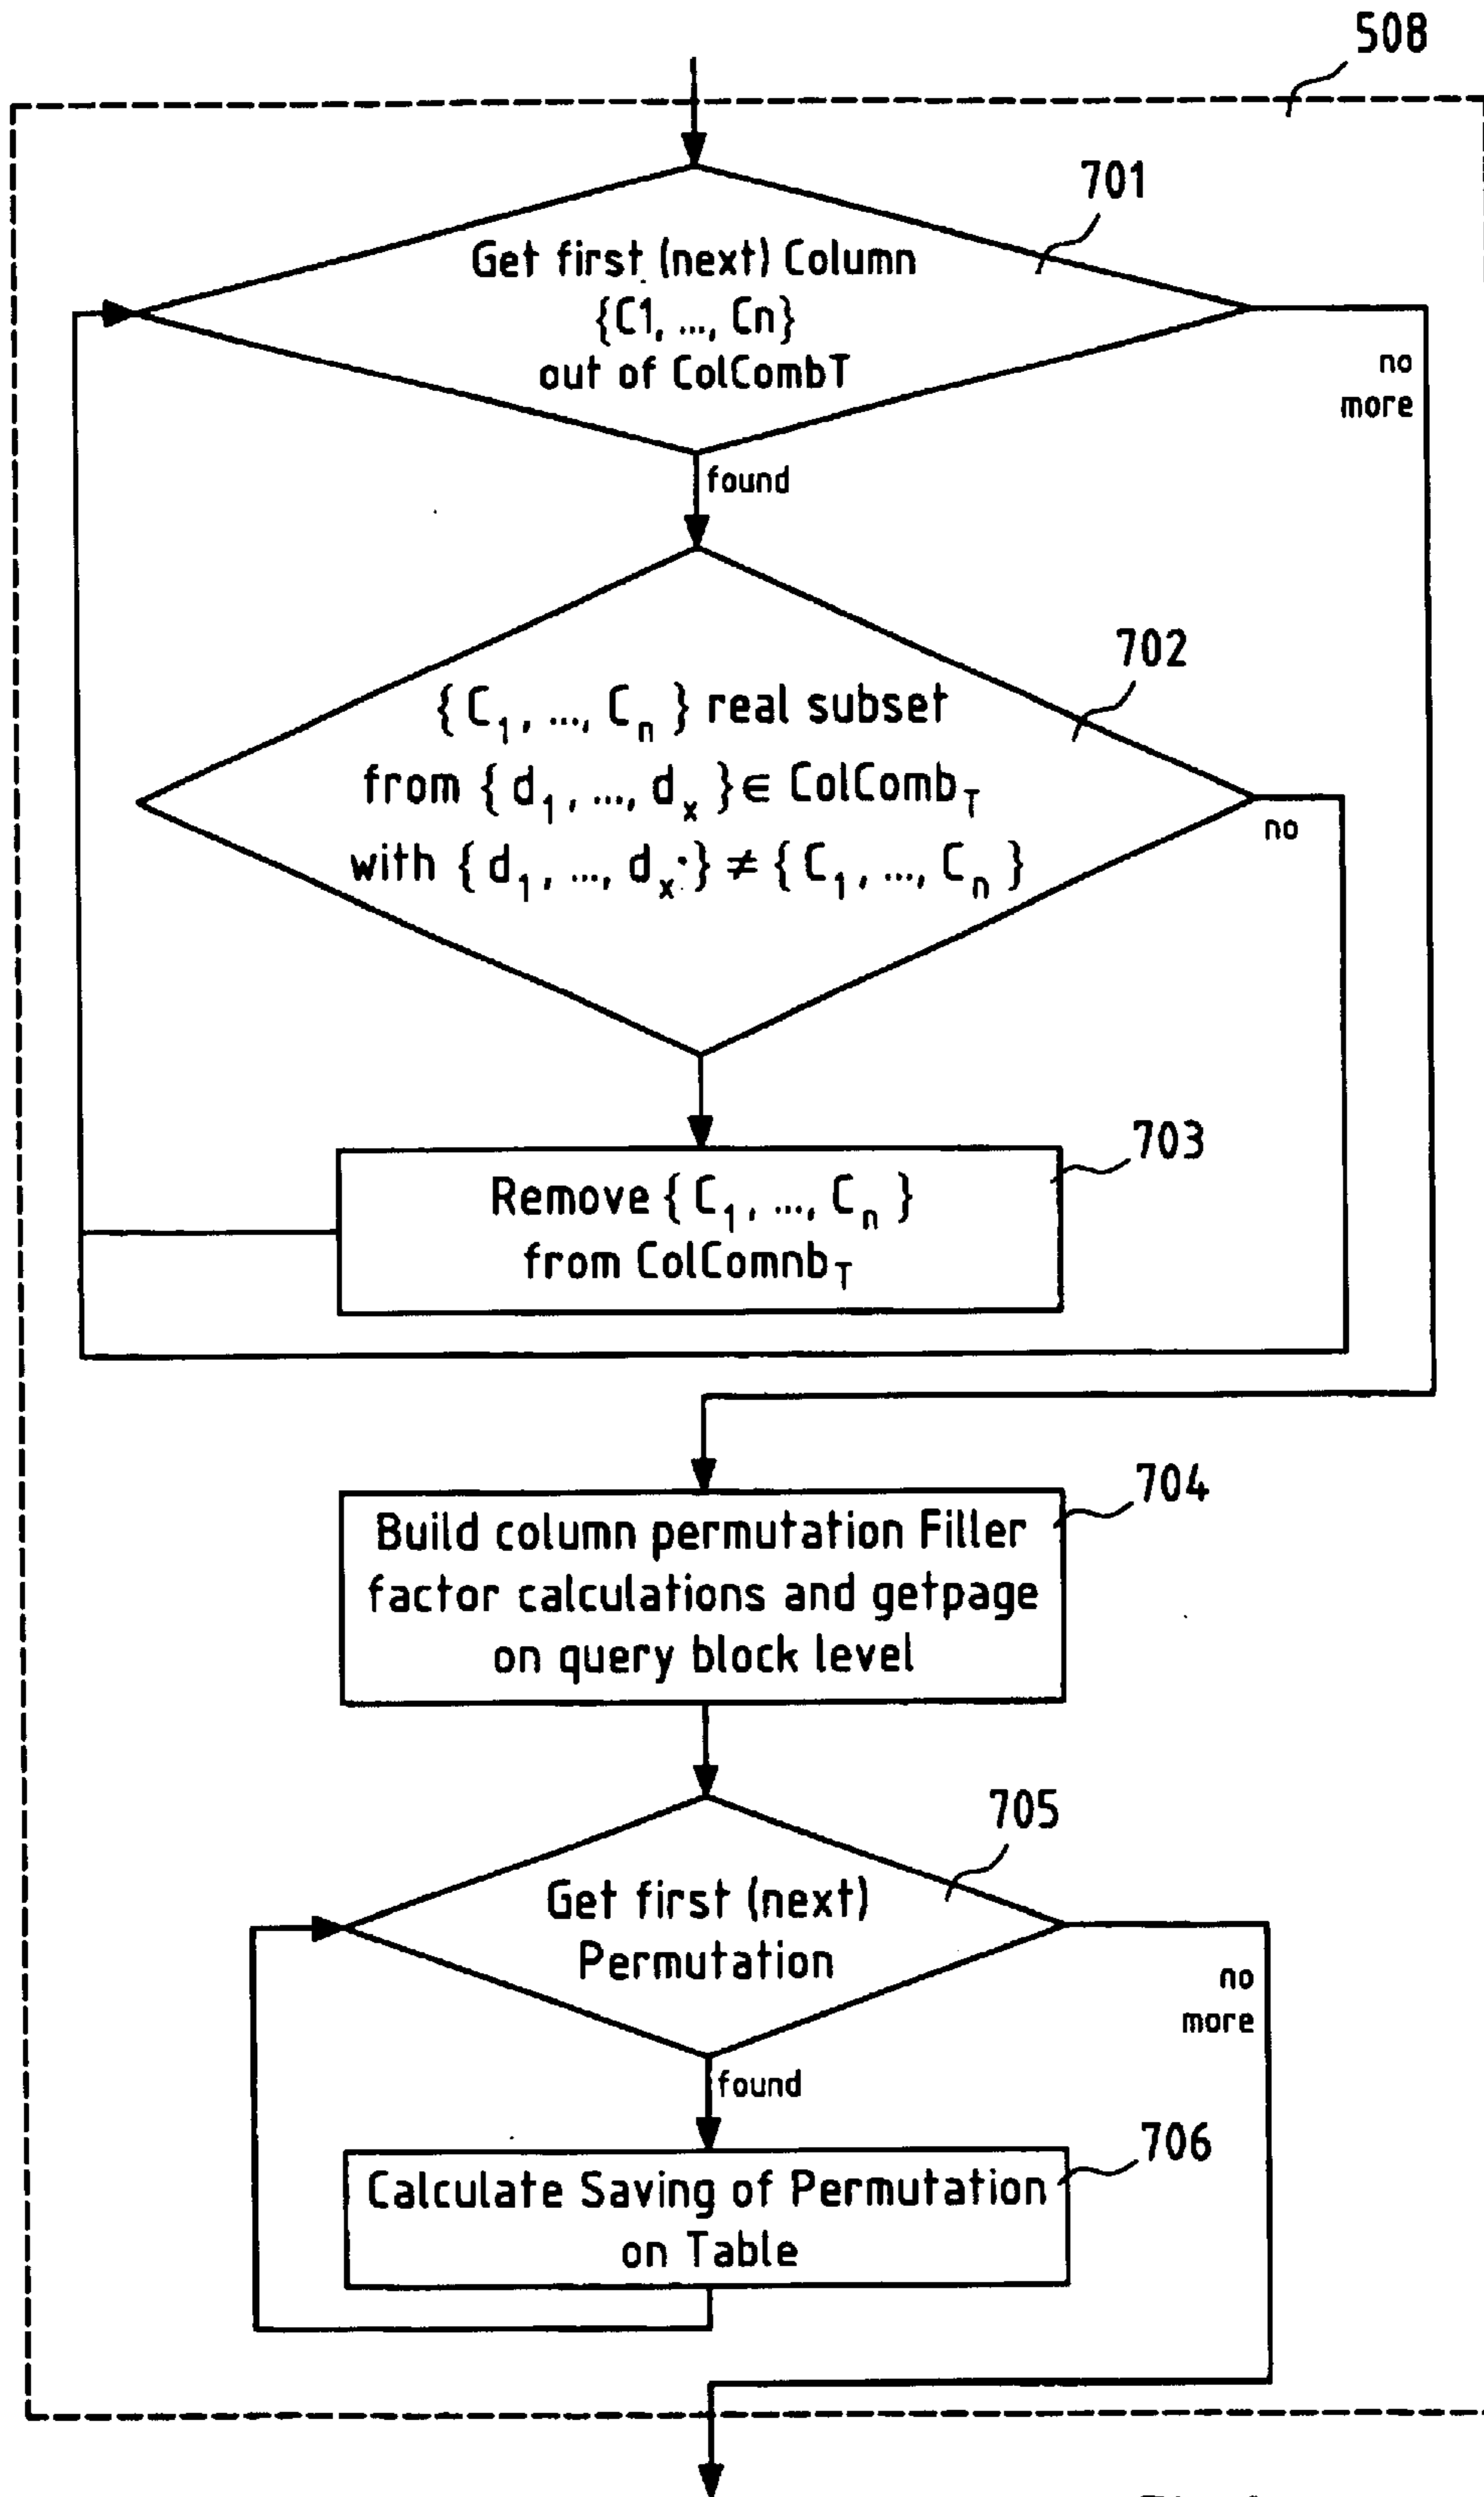 508
701
Get first (next) Column
{C1, ..., Cn}
out of ColCombT
no
more
found
702
{ C₁, ..., Cₙ } real subset
from { d₁, ..., dₓ } ∈ ColComb_T
with { d₁, ..., dₓ } ≠ { C₁, ..., Cₙ }
no
703
Remove { C₁, ..., Cₙ }
from ColComnb_T
704
Build column permutation Filler
factor calculations and getpage
on query block level
705
Get first (next)
Permutation
no
more
found
706
Calculate Saving of Permutation
on Table